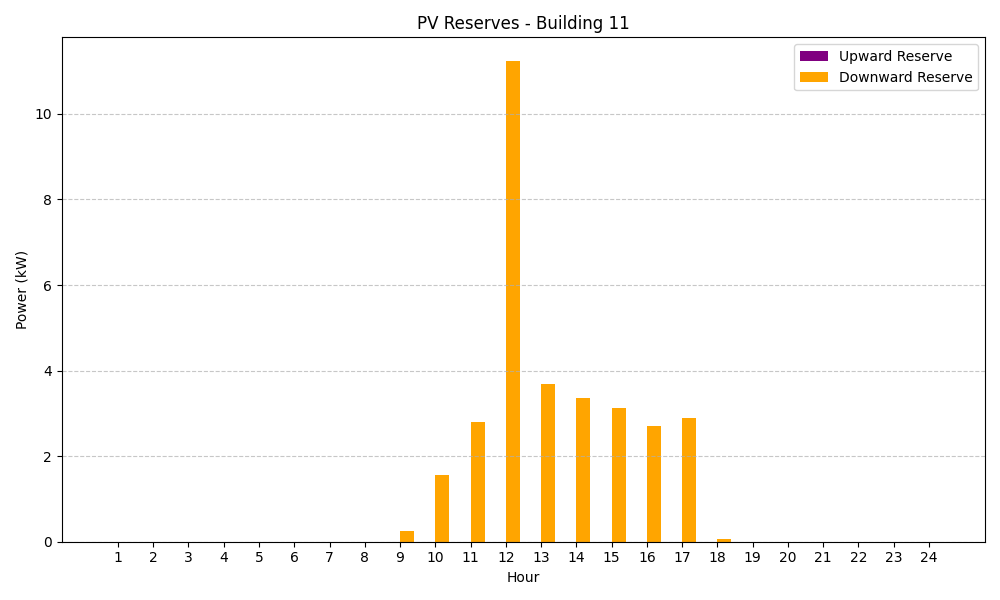 PV Reserves - Building 11
Upward Reserve
Downward Reserve
Power (kW)
10
8
6
4
2
0
1 2 3 4 5 6 7 8 9 10 11 12 13 14 15 16 17 18 19 20 21 22 23 24
Hour